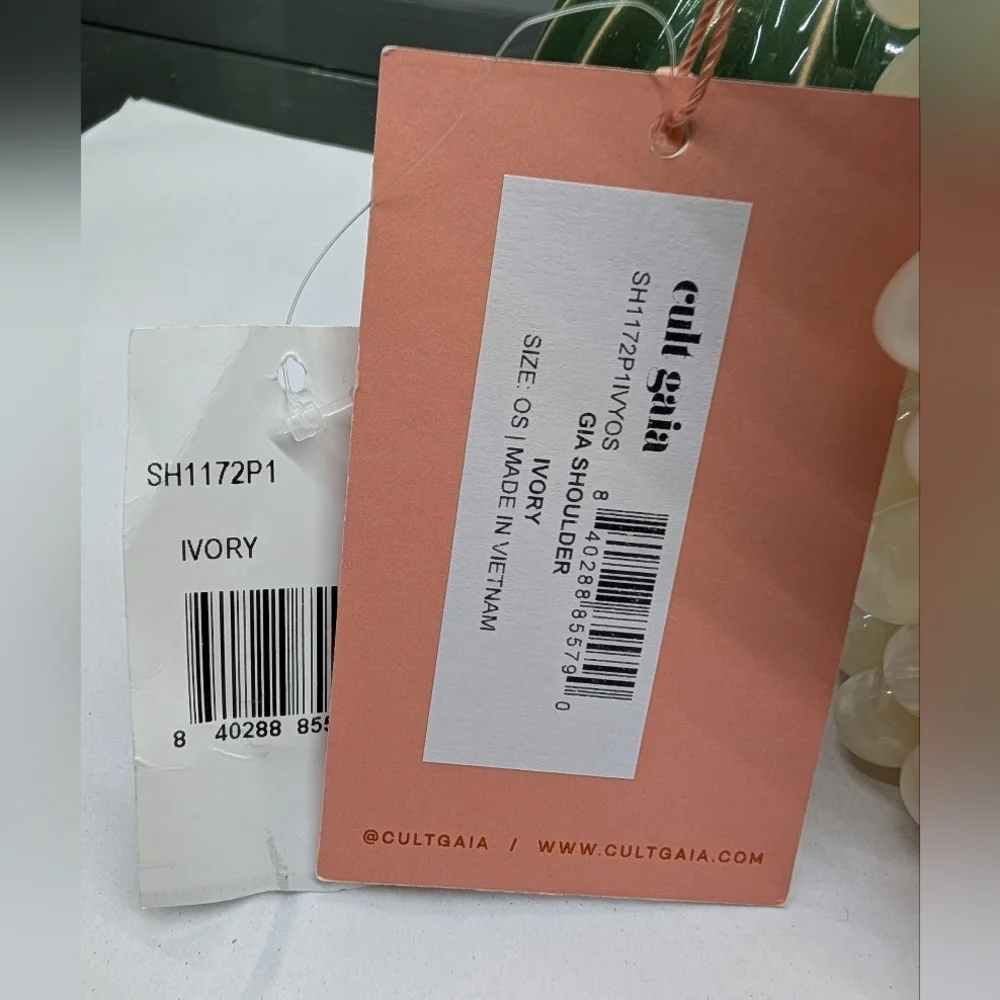 SH1172P1
IVORY
8 40288 855
cult gaia
SH1172P1IVYOS
8 40288 85579 0
GIA SHOULDER
IVORY
SIZE: OS | MADE IN VIETNAM
@CULTGAIA / WWW.CULTGAIA.COM